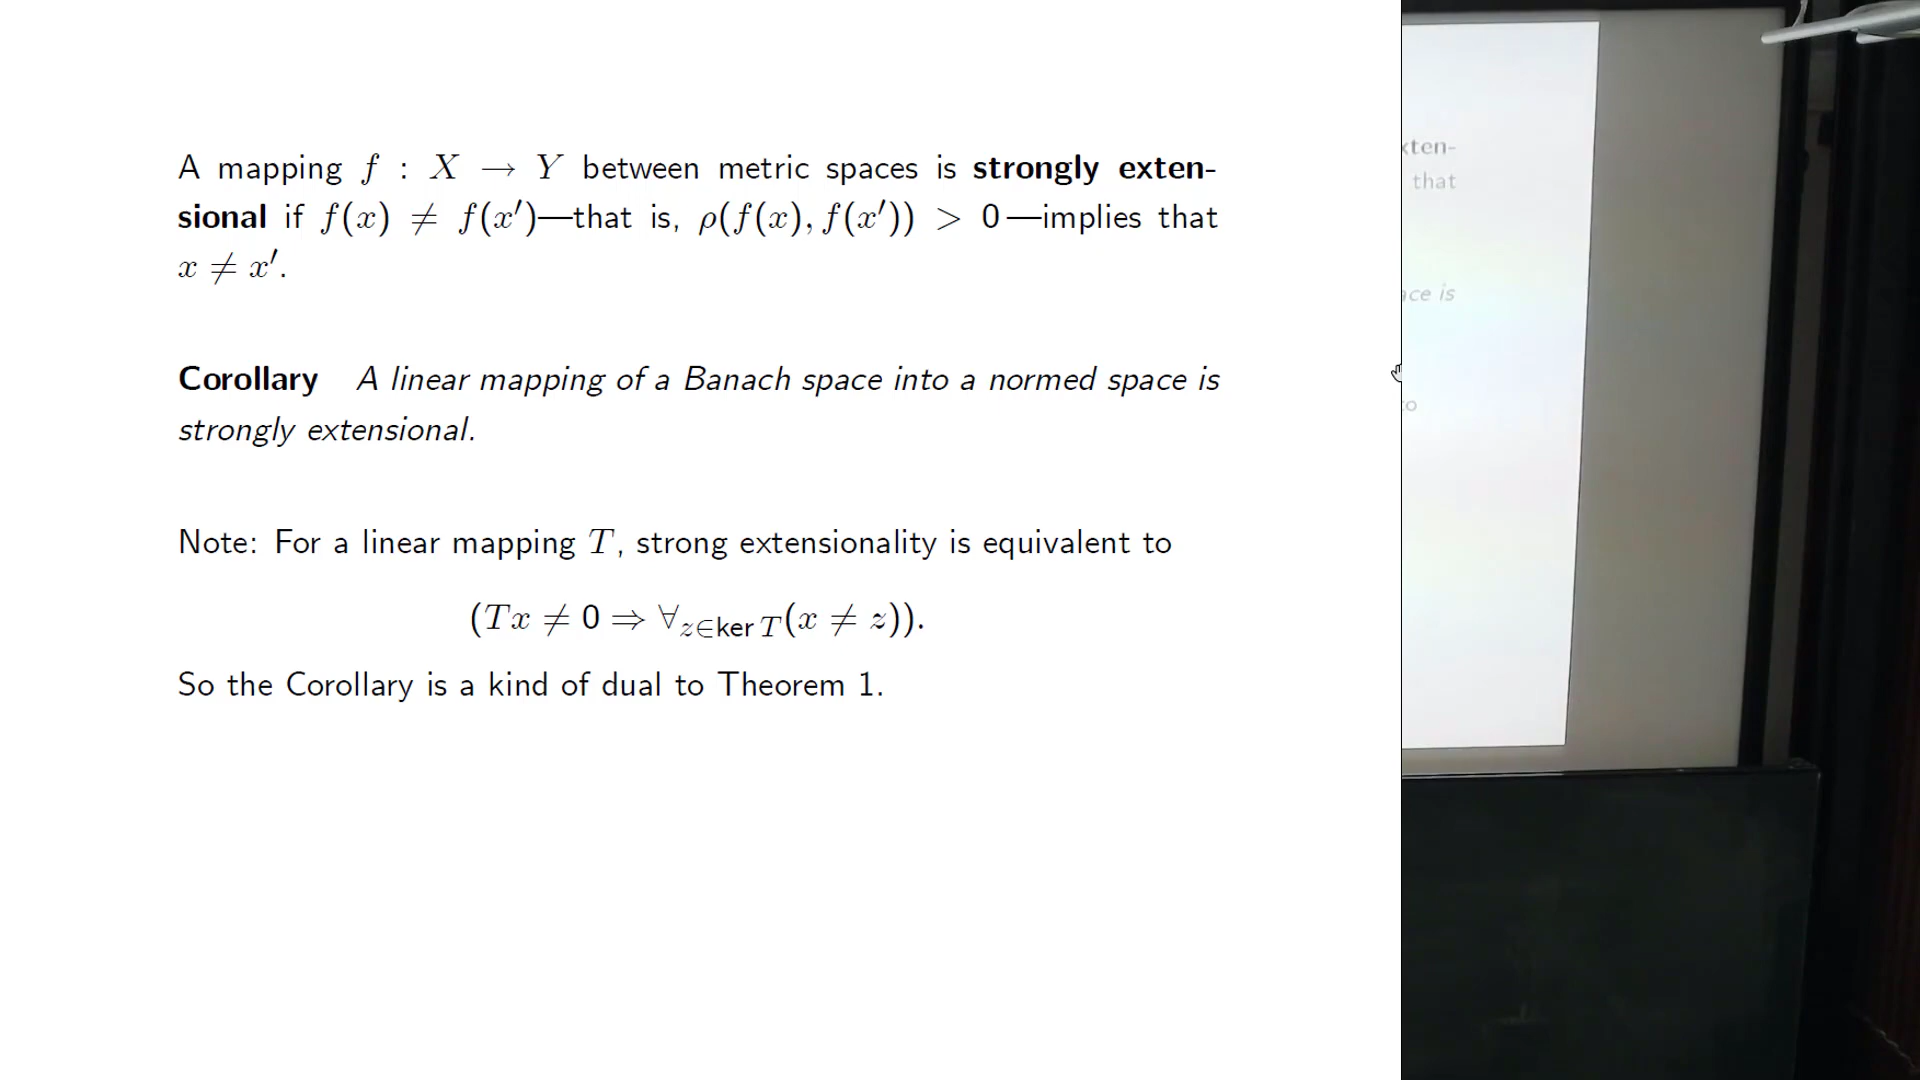 A mapping f : X → Y between metric spaces is strongly exten-
sional if f(x) ≠ f(x′)—that is, ρ(f(x), f(x′)) > 0—implies that
x ≠ x′.
Corollary A linear mapping of a Banach space into a normed space is
strongly extensional.
Note: For a linear mapping T, strong extensionality is equivalent to
(Tx ≠ 0 ⇒ ∀z∈ker T (x ≠ z)).
So the Corollary is a kind of dual to Theorem 1.
xten-
that
ace is
to